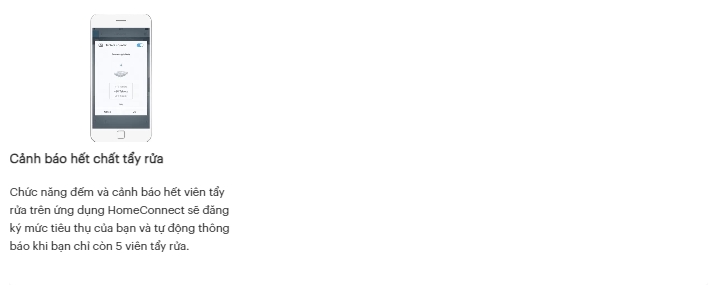 Cảnh báo hết chất tẩy rửa
Chức năng đếm và cảnh báo hết viên tẩy
rửa trên ứng dụng HomeConnect sẽ đăng
ký mức tiêu thụ của bạn và tự động thông
báo khi bạn chỉ còn 5 viên tẩy rửa.